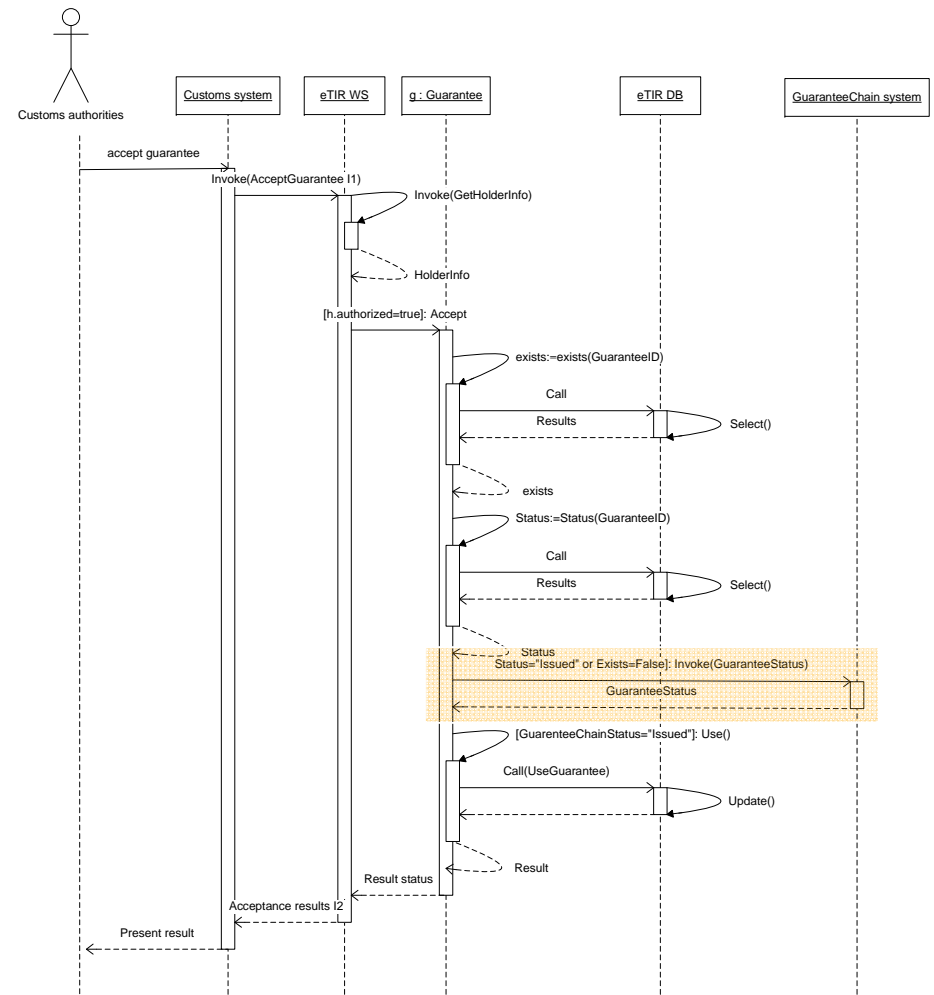 Customs authorities
Customs system
eTIR WS
g : Guarantee
eTIR DB
GuaranteeChain system
accept guarantee
Invoke(AcceptGuarantee I1)
Invoke(GetHolderInfo)
HolderInfo
[h.authorized=true]: Accept
exists:=exists(GuaranteeID)
Call
Results
Select()
exists
Status:=Status(GuaranteeID)
Call
Results
Select()
Status
Status="Issued" or Exists=False]: Invoke(GuaranteeStatus)
GuaranteeStatus
[GuarenteeChainStatus="Issued"]: Use()
Call(UseGuarantee)
Update()
Result
Result status
Acceptance results I2
Present result